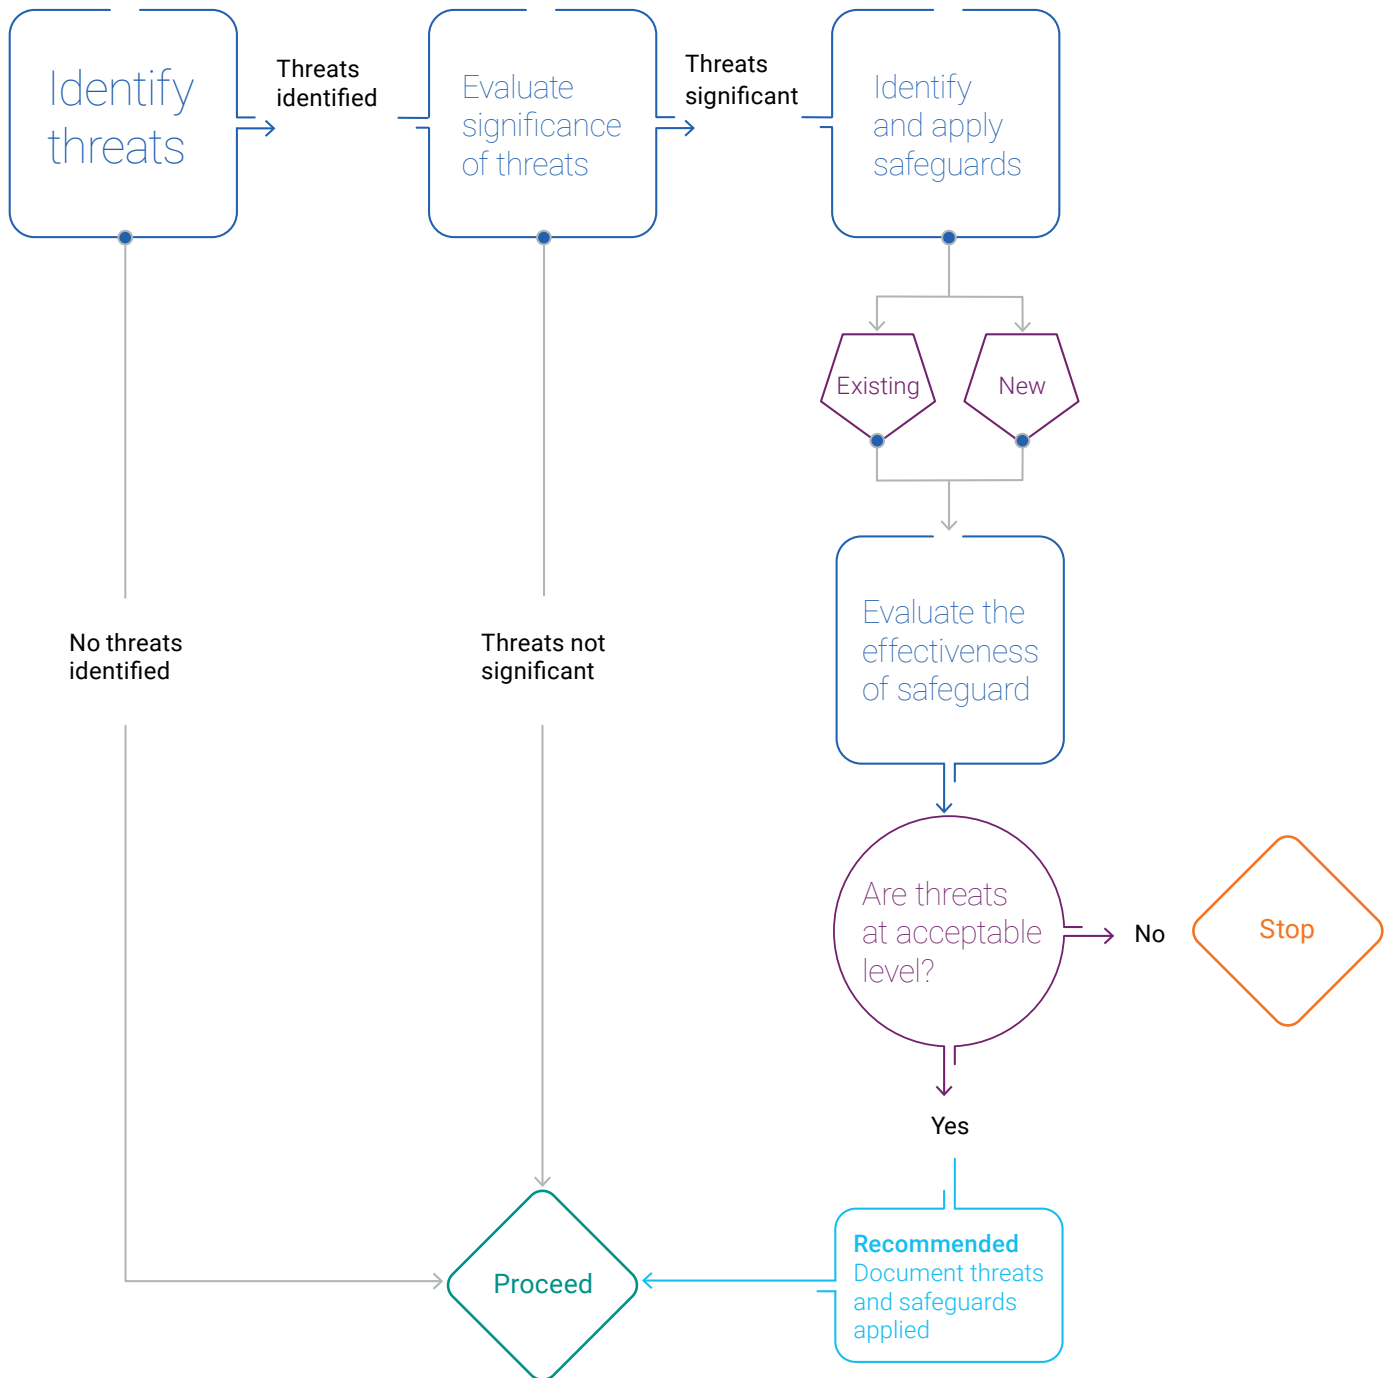 Identify
threats
Threats
identified
Evaluate
significance
of threats
Threats
significant
Identify
and apply
safeguards
Existing
New
Evaluate the
effectiveness
of safeguard
No threats
identified
Threats not
significant
Are threats
at acceptable
level?
No
Stop
Yes
Recommended
Document threats
and safeguards
applied
Proceed